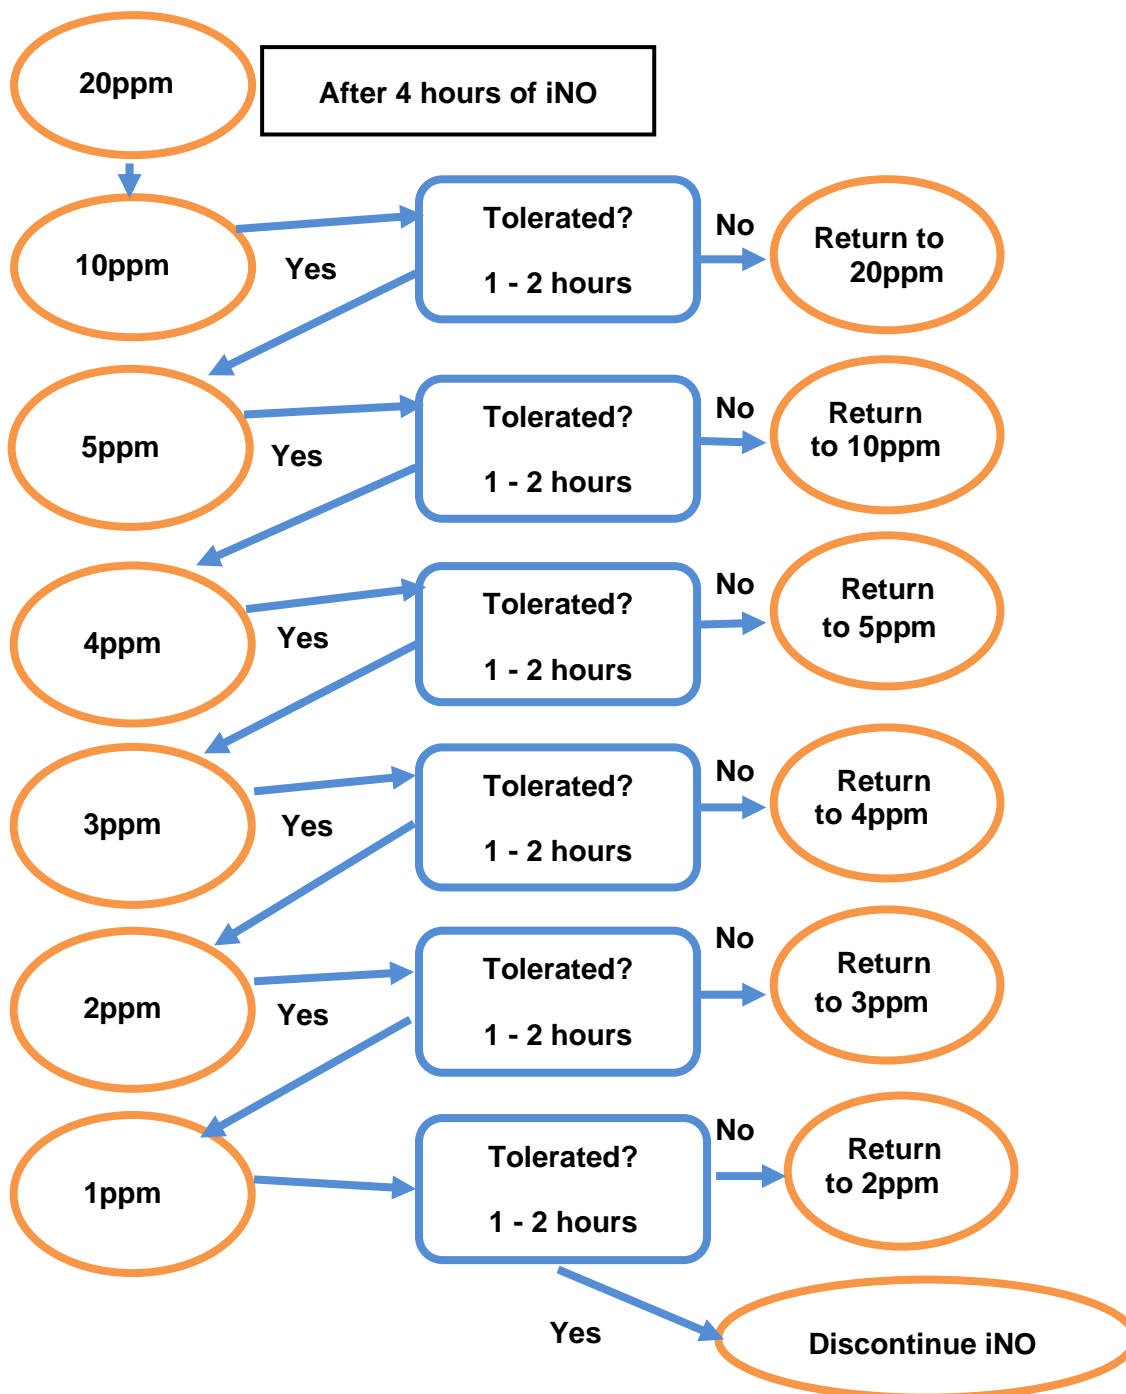 20ppm
After 4 hours of iNO
10ppm
Yes
Tolerated?
1 - 2 hours
No
Return to
20ppm
5ppm
Yes
Tolerated?
1 - 2 hours
No
Return
to 10ppm
4ppm
Yes
Tolerated?
1 - 2 hours
No
Return
to 5ppm
3ppm
Yes
Tolerated?
1 - 2 hours
No
Return
to 4ppm
2ppm
Yes
Tolerated?
1 - 2 hours
No
Return
to 3ppm
1ppm
Tolerated?
1 - 2 hours
No
Return
to 2ppm
Yes
Discontinue iNO